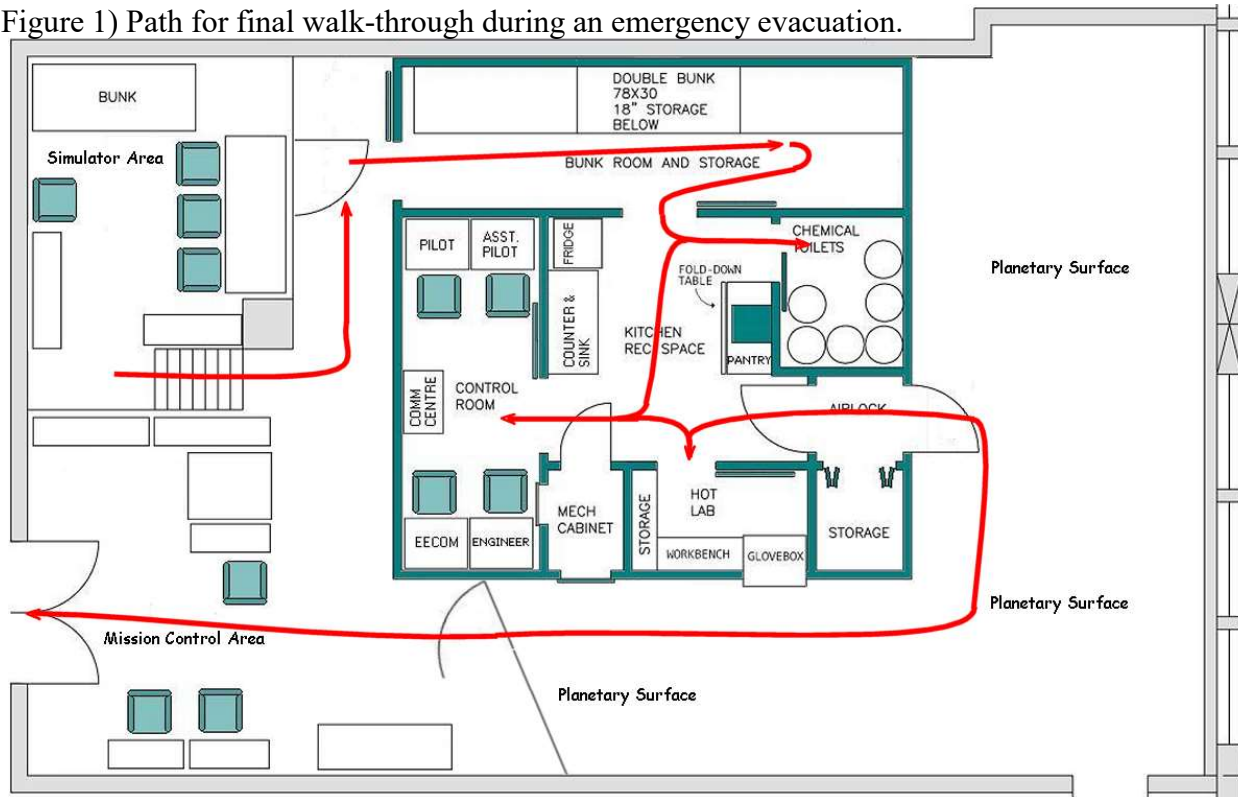 Figure 1) Path for final walk-through during an emergency evacuation.
BUNK
Simulator Area
DOUBLE BUNK
78X30
18" STORAGE
BELOW
BUNK ROOM AND STORAGE
PILOT
ASST.
PILOT
FRIDGE
CHEMICAL
TOILETS
Planetary Surface
FOLD-DOWN
TABLE
COUNTER &
SINK
KITCHEN
REC SPACE
PANTRY
COMM
CENTRE
CONTROL
ROOM
AIRLOCK
MECH
CABINET
STORAGE
HOT
LAB
STORAGE
EECOM
ENGINEER
WORKBENCH
GLOVEBOX
Planetary Surface
Mission Control Area
Planetary Surface